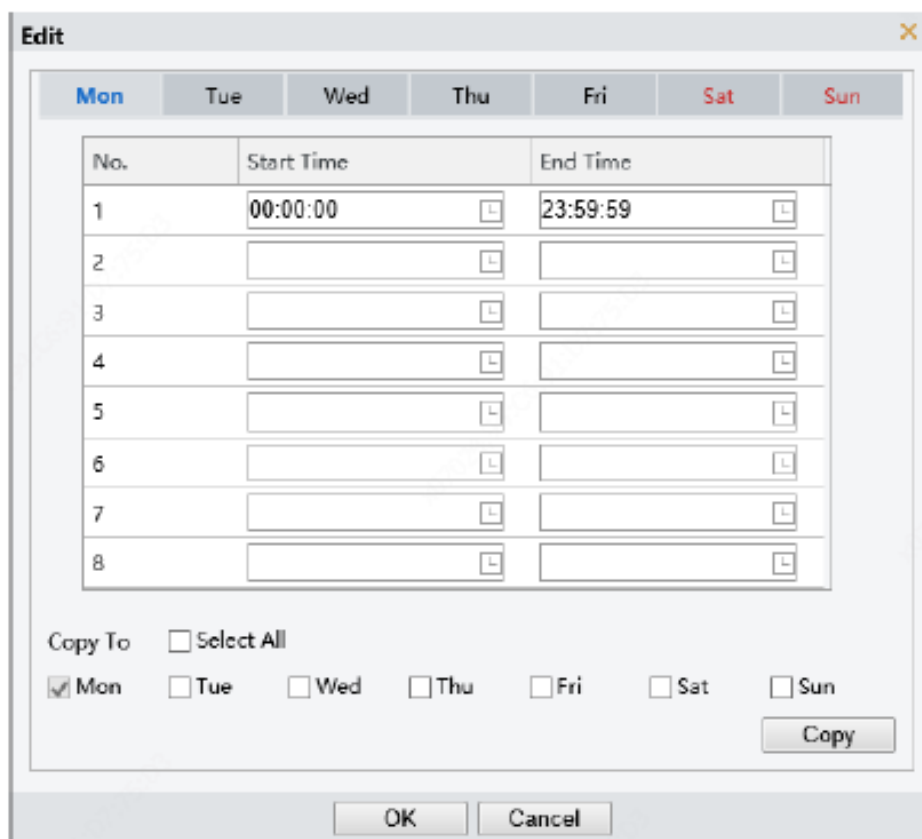 Edit
Mon Tue Wed Thu Fri Sat Sun
No. Start Time End Time
1 00:00:00 23:59:59
2
3
4
5
6
7
8
Copy To Select All
Mon Tue Wed Thu Fri Sat Sun
Copy
OK Cancel